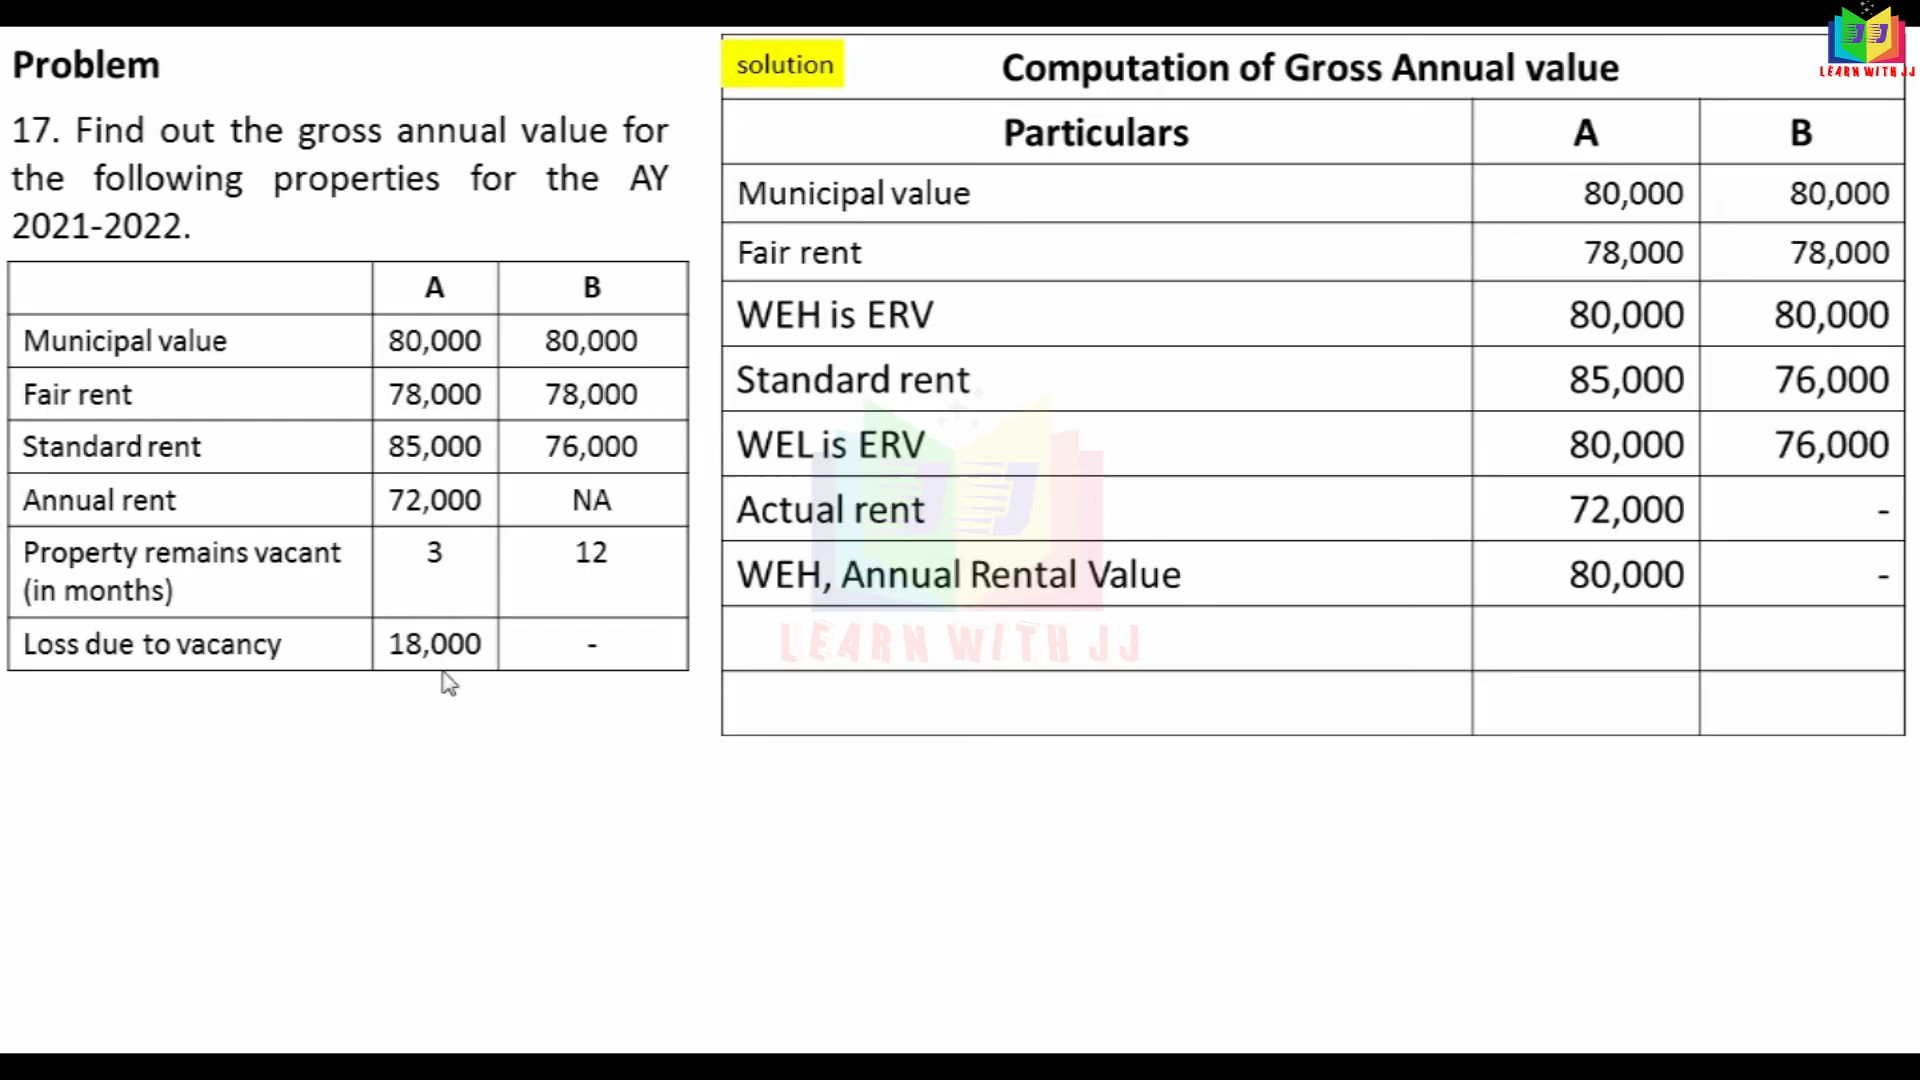 Problem
17. Find out the gross annual value for
the following properties for the AY
2021-2022.
A B
Municipal value 80,000 80,000
Fair rent 78,000 78,000
Standard rent 85,000 76,000
Annual rent 72,000 NA
Property remains vacant 3 12
(in months)
Loss due to vacancy 18,000 -
solution Computation of Gross Annual value
Particulars A B
Municipal value 80,000 80,000
Fair rent 78,000 78,000
WEH is ERV 80,000 80,000
Standard rent 85,000 76,000
WEL is ERV 80,000 76,000
Actual rent 72,000 -
WEH, Annual Rental Value 80,000 -
JJ
LEARN WITH JJ
JJ
LEARN WITH JJ